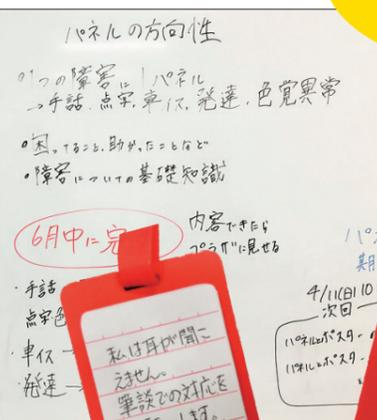 パネルの方向性
・1つの障害に1パネル
→手話、点字、車イス、発達、色覚異常
・困ってること、助かったことなど
・障害についての基礎知識
6月中に完
内容できたら
プラザに見せる
・手話
点字
・車イス→
・発達→
4/11(日)10
次回
パネルとポスター
パネルとポスター
私は耳が聞こ
えません。
筆談での対応を
します。